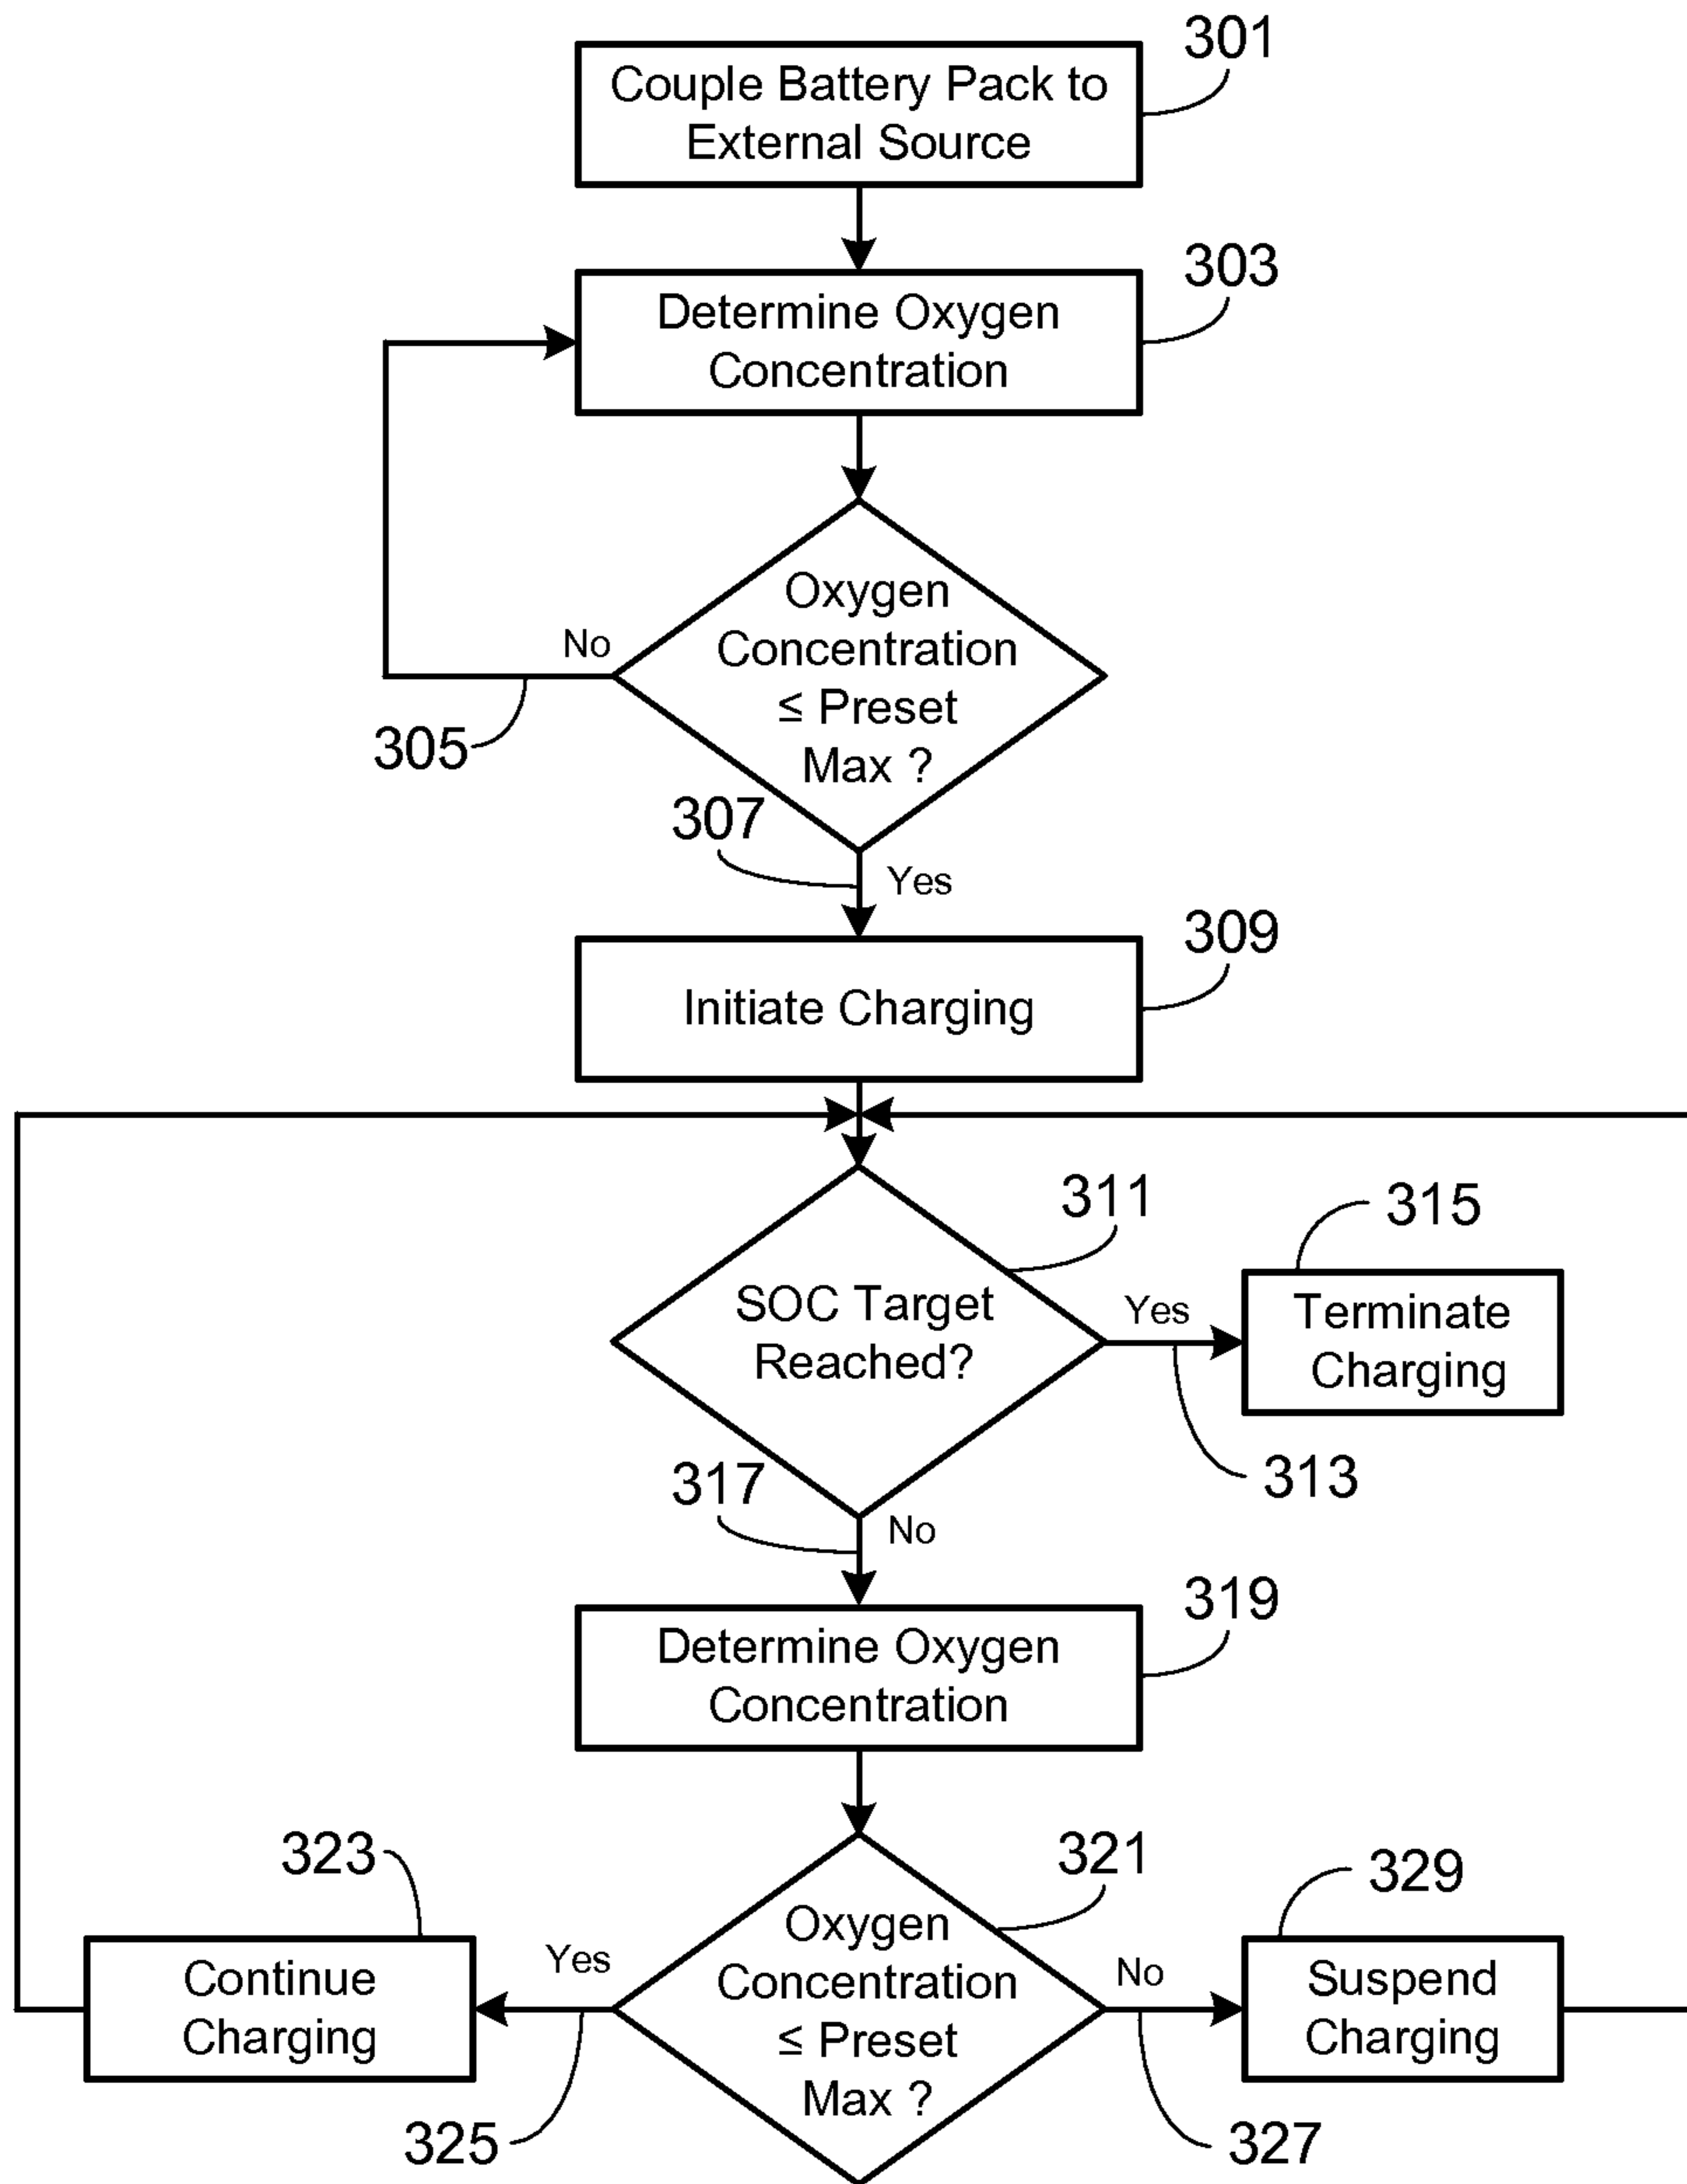 301
Couple Battery Pack to
External Source
303
Determine Oxygen
Concentration
Oxygen
Concentration
≤ Preset
Max ?
No
305
307
Yes
309
Initiate Charging
311
315
SOC Target
Reached?
Yes
Terminate
Charging
313
317
No
319
Determine Oxygen
Concentration
323
321
329
Continue
Charging
Yes
Oxygen
Concentration
≤ Preset
Max ?
No
Suspend
Charging
325
327